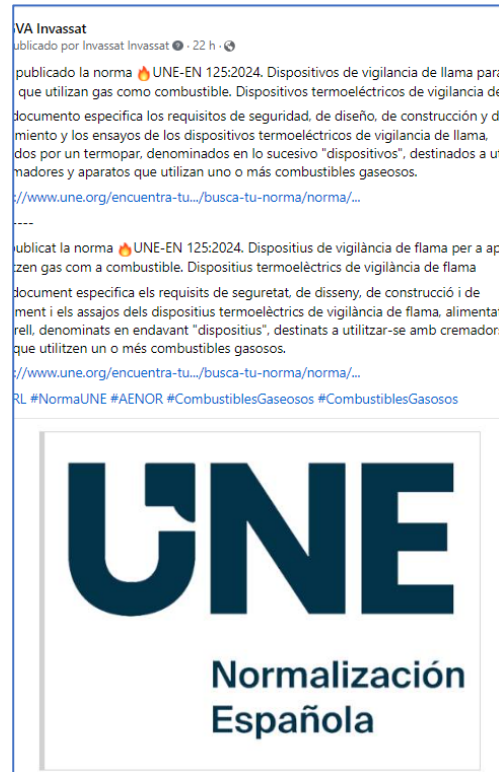 VA Invassat
ublicado por Invassat Invassat · 22 h ·
publicado la norma 🔥UNE-EN 125:2024. Dispositivos de vigilancia de llama para
que utilizan gas como combustible. Dispositivos termoeléctricos de vigilancia de
documento especifica los requisitos de seguridad, de diseño, de construcción y d
miento y los ensayos de los dispositivos termoeléctricos de vigilancia de llama,
dos por un termopar, denominados en lo sucesivo "dispositivos", destinados a u
madores y aparatos que utilizan uno o más combustibles gaseosos.
://www.une.org/encuentra-tu.../busca-tu-norma/norma/...
----
ublicat la norma 🔥UNE-EN 125:2024. Dispositius de vigilància de flama per a ap
tzen gas com a combustible. Dispositius termoelèctrics de vigilància de flama
document especifica els requisits de seguretat, de disseny, de construcció i de
ment i els assajos dels dispositius termoelèctrics de vigilància de flama, alimentat
rell, denominats en endavant "dispositius", destinats a utilitzar-se amb cremador
que utilitzen un o més combustibles gasosos.
://www.une.org/encuentra-tu.../busca-tu-norma/norma/...
RL #NormaUNE #AENOR #CombustiblesGaseosos #CombustiblesGasosos
UNE
Normalización
Española